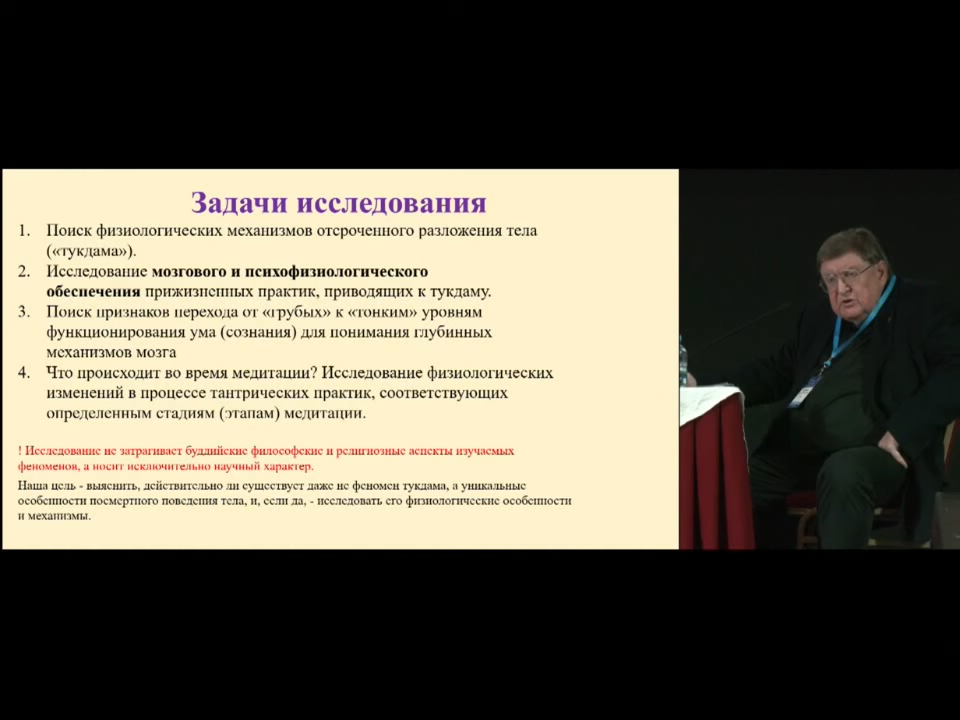 Задачи исследования
1. Поиск физиологических механизмов отсроченного разложения тела
(«тукдама»).
2. Исследование мозгового и психофизиологического
обеспечения прижизненных практик, приводящих к тукдаму.
3. Поиск признаков перехода от «грубых» к «тонким» уровням
функционирования ума (сознания) для понимания глубинных
механизмов мозга
4. Что происходит во время медитации? Исследование физиологических
изменений в процессе тантрических практик, соответствующих
определенным стадиям (этапам) медитации.
! Исследование не затрагивает буддийские философские и религиозные аспекты изучаемых
феноменов, а носит исключительно научный характер.
Наша цель - выяснить, действительно ли существует даже не феномен тукдама, а уникальные
особенности посмертного поведения тела, и, если да, - исследовать его физиологические особенности
и механизмы.